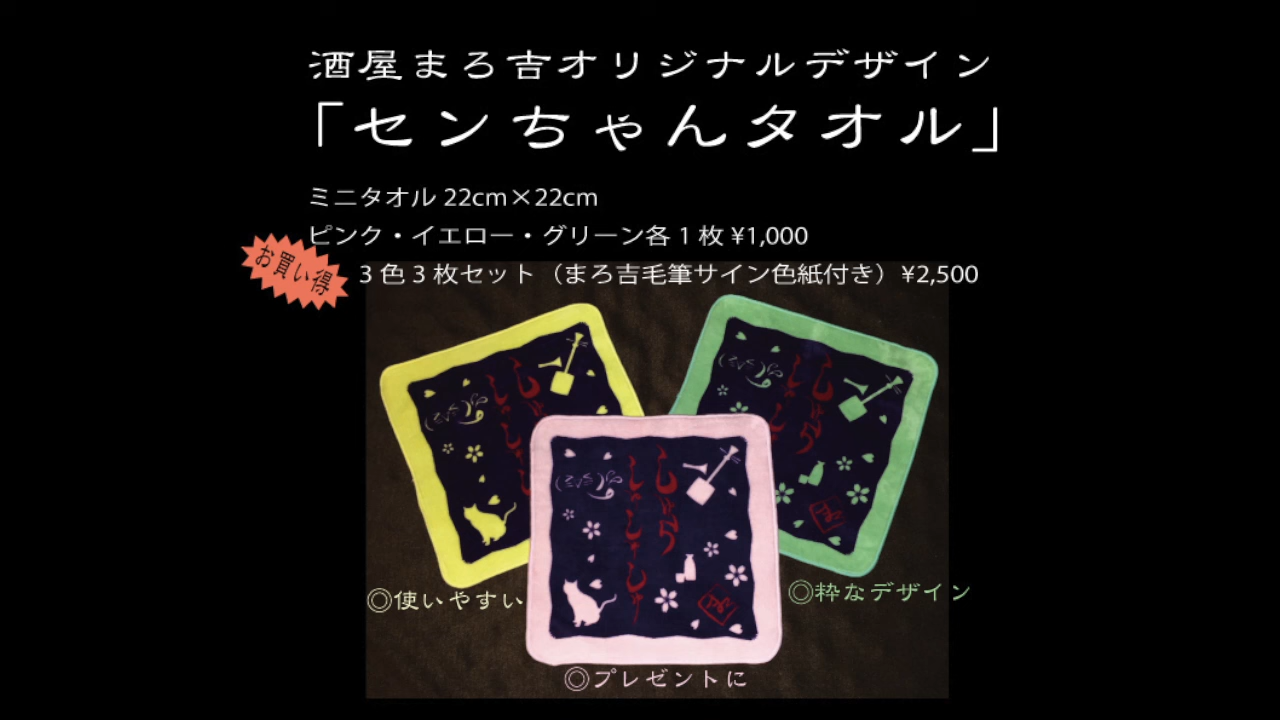 酒屋まろ吉オリジナルデザイン
「センちゃんタオル」
ミニタオル 22cm×22cm
ピンク・イエロー・グリーン各 1 枚 ¥1,000
お買い得
3 色 3 枚セット（まろ吉毛筆サイン色紙付き）¥2,500
◎使いやすい
◎粋なデザイン
◎プレゼントに